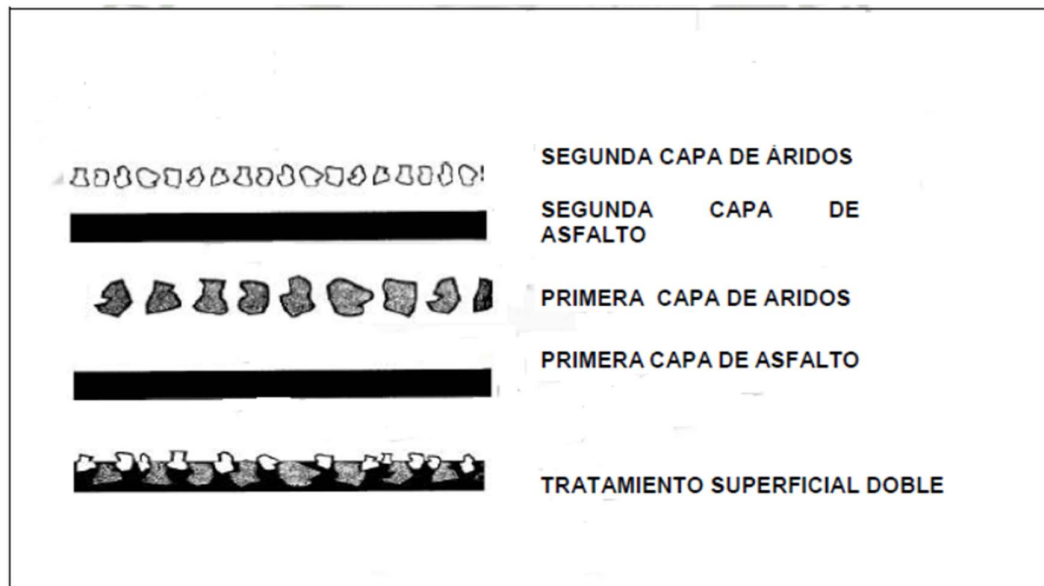 SEGUNDA CAPA DE ÁRIDOS
SEGUNDA CAPA DE
ASFALTO
PRIMERA CAPA DE ARIDOS
PRIMERA CAPA DE ASFALTO
TRATAMIENTO SUPERFICIAL DOBLE